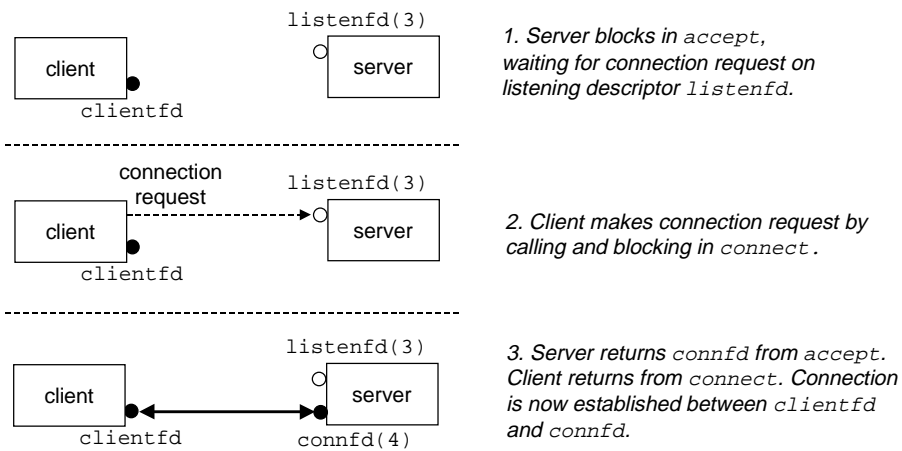 listenfd(3)
client
server
clientfd
1. Server blocks in accept,
waiting for connection request on
listening descriptor listenfd.
connection
request
listenfd(3)
client
server
clientfd
2. Client makes connection request by
calling and blocking in connect.
listenfd(3)
client
server
clientfd
connfd(4)
3. Server returns connfd from accept.
Client returns from connect. Connection
is now established between clientfd
and connfd.